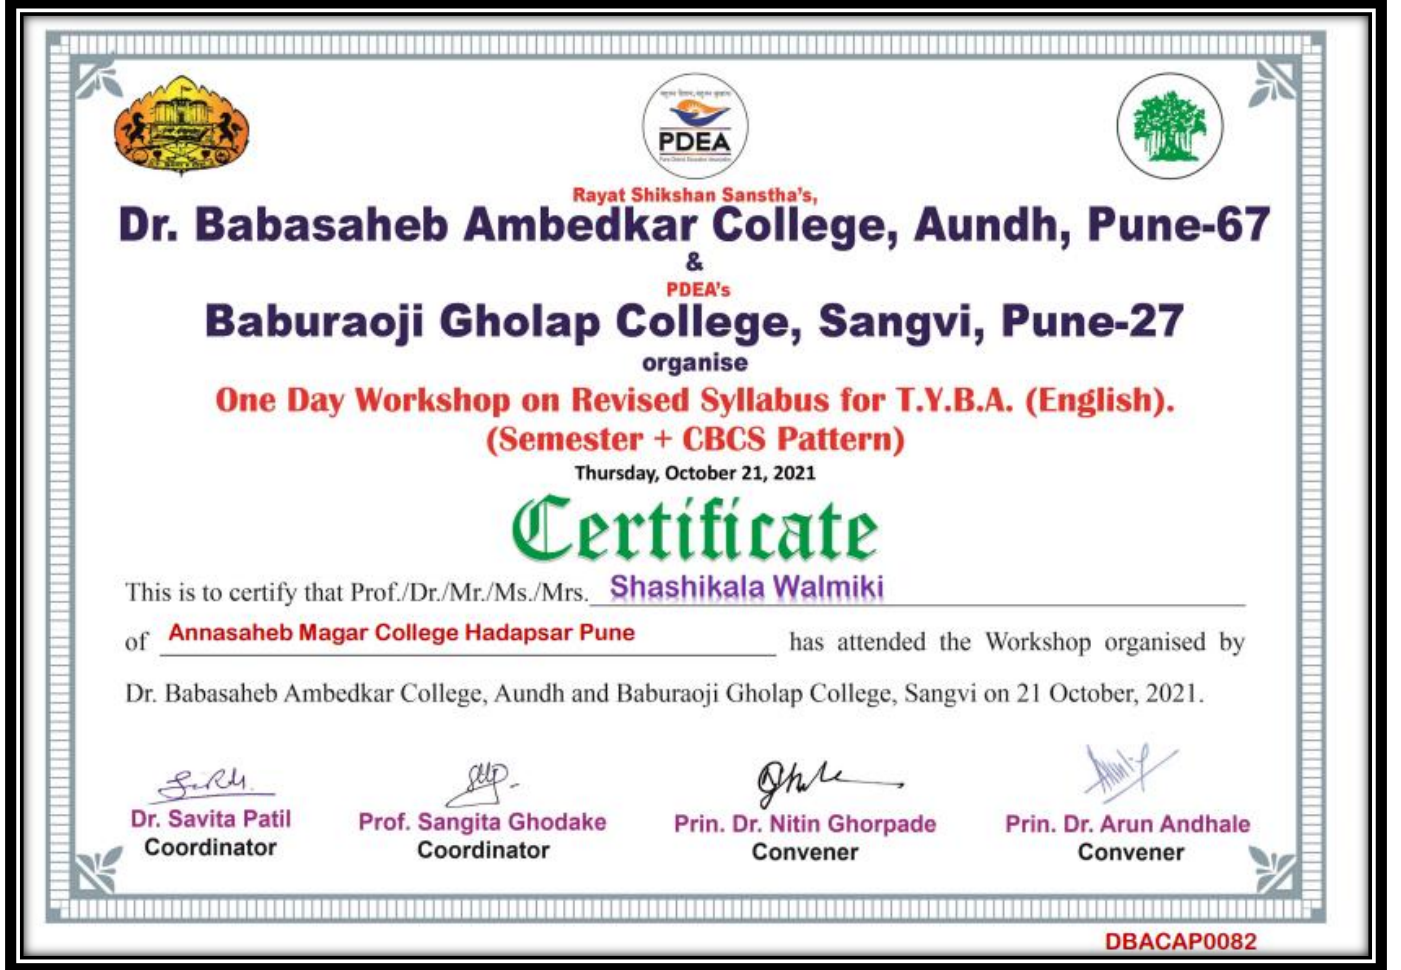 PDEA
Pune District Education Association
Rayat Shikshan Sanstha's,
Dr. Babasaheb Ambedkar College, Aundh, Pune-67
&
PDEA's
Baburaoji Gholap College, Sangvi, Pune-27
organise
One Day Workshop on Revised Syllabus for T.Y.B.A. (English).
(Semester + CBCS Pattern)
Thursday, October 21, 2021
Certificate
This is to certify that Prof./Dr./Mr./Ms./Mrs. Shashikala Walmiki
of Annasaheb Magar College Hadapsar Pune has attended the Workshop organised by
Dr. Babasaheb Ambedkar College, Aundh and Baburaoji Gholap College, Sangvi on 21 October, 2021.
Dr. Savita Patil Prof. Sangita Ghodake Prin. Dr. Nitin Ghorpade Prin. Dr. Arun Andhale
Coordinator Coordinator Convener Convener
DBACAP0082